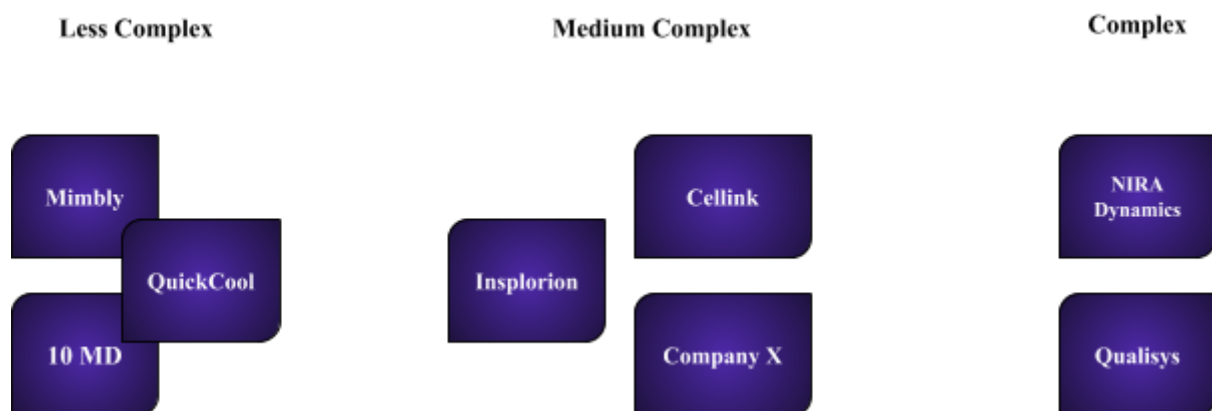 Less Complex
Medium Complex
Complex
Mimbly
QuickCool
10 MD
Insplorion
Cellink
Company X
NIRA
Dynamics
Qualisys